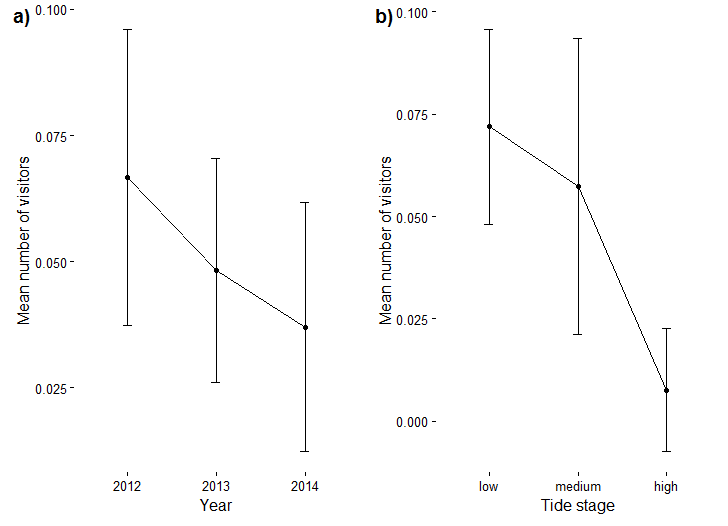 a)
0.100
0.075
0.050
0.025
Mean number of visitors
2012 2013 2014
Year
b)
0.100
0.075
0.050
0.025
0.000
Mean number of visitors
low medium high
Tide stage